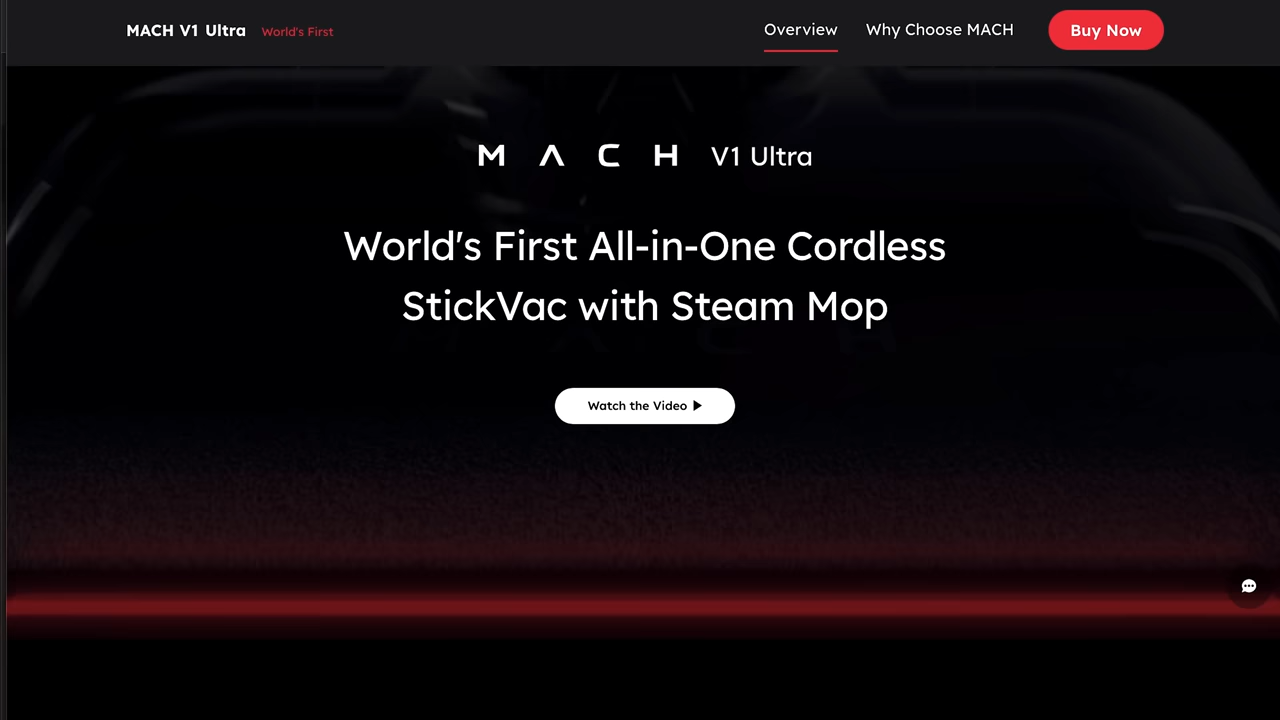 MACH V1 Ultra World's First Overview Why Choose MACH Buy Now
MACH V1 Ultra
World's First All-in-One Cordless
StickVac with Steam Mop
Watch the Video